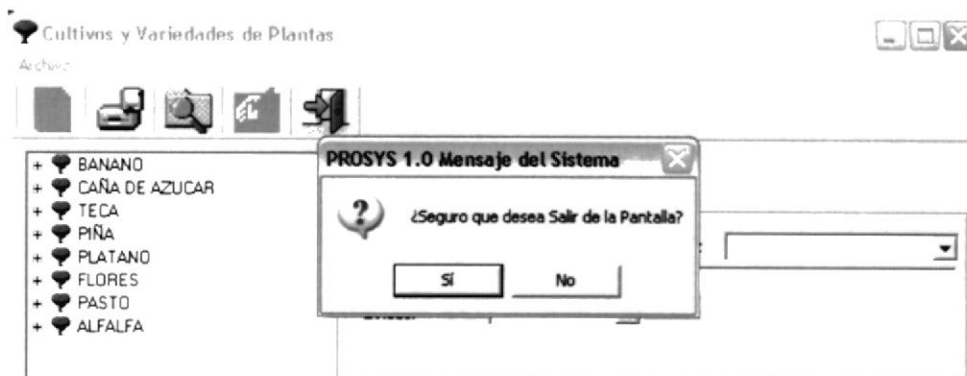 Cultivos y Variedades de Plantas
Archivo
PROSYS 1.0 Mensaje del Sistema
¿Seguro que desea Salir de la Pantalla?
Sí
No
+ BANANO
+ CAÑA DE AZUCAR
+ TECA
+ PIÑA
+ PLATANO
+ FLORES
+ PASTO
+ ALFALFA